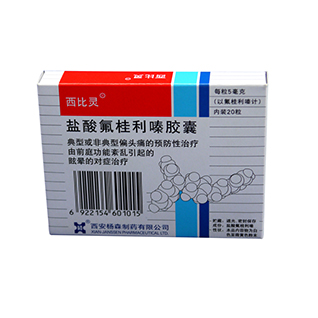 西比灵
每粒5毫克
(以氟桂利嗪计)
内装20粒
盐酸氟桂利嗪胶囊
典型或非典型偏头痛的预防性治疗
由前庭功能紊乱引起的
眩晕的对症治疗
6 922154 601015
西安杨森制药有限公司
XIAN-JANSSEN PHARMACEUTICAL LTD.